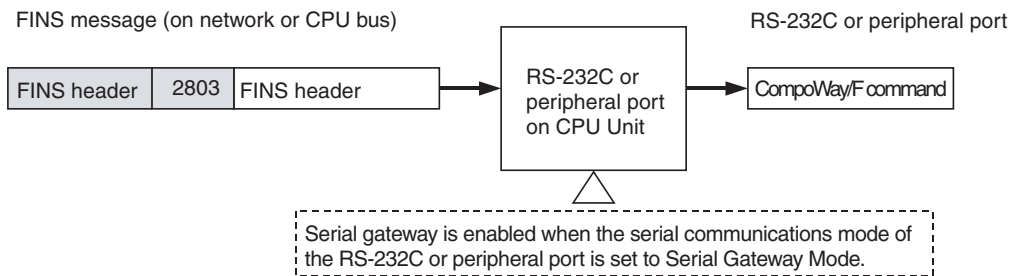 FINS message (on network or CPU bus)
RS-232C or peripheral port
FINS header 2803 FINS header
RS-232C or
peripheral port
on CPU Unit
CompoWay/F command
Serial gateway is enabled when the serial communications mode of
the RS-232C or peripheral port is set to Serial Gateway Mode.